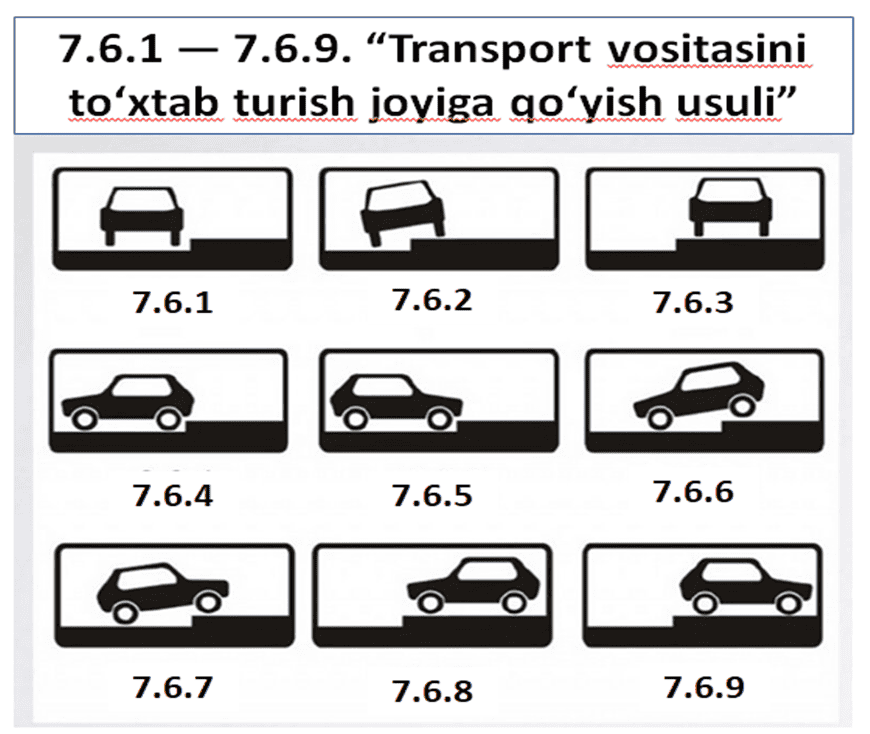 7.6.1 — 7.6.9. “Transport vositasini
to‘xtab turish joyiga qo‘yish usuli”
7.6.1 7.6.2 7.6.3
7.6.4 7.6.5 7.6.6
7.6.7 7.6.8 7.6.9